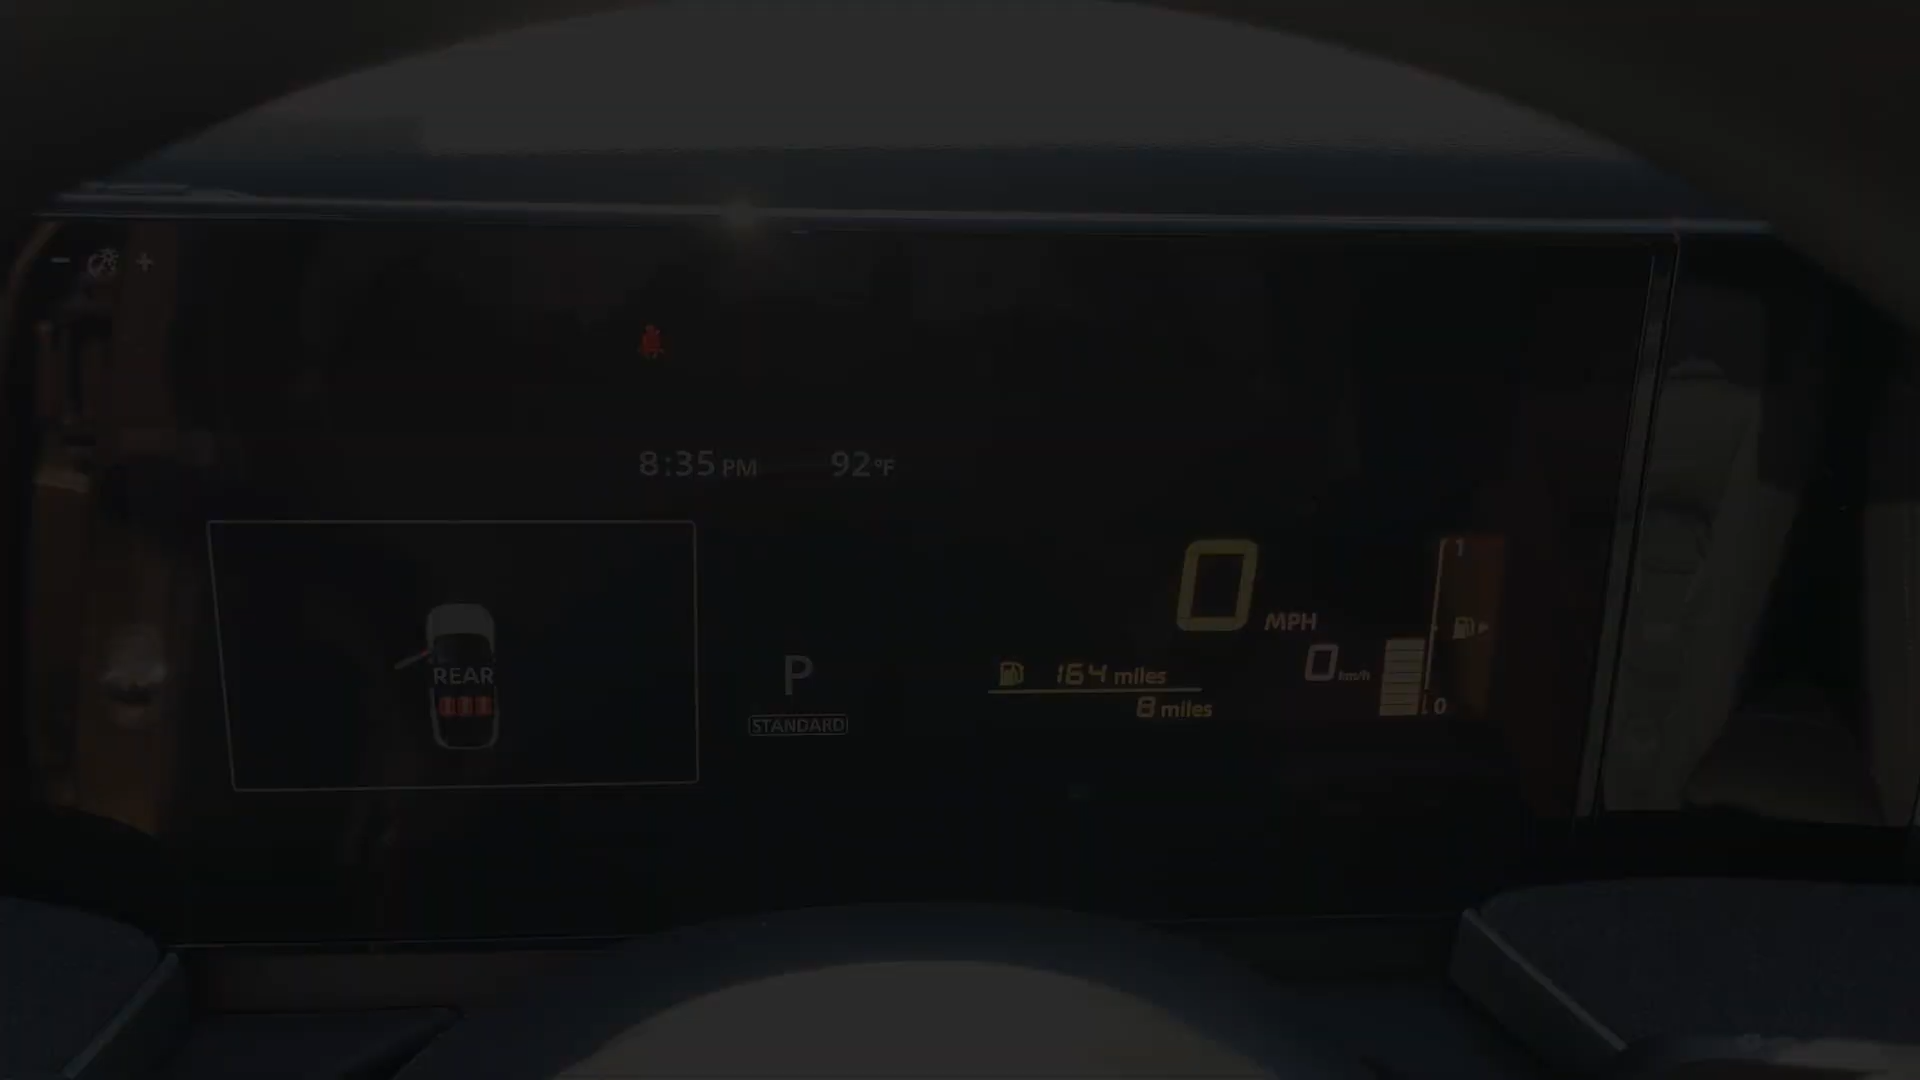 - +
8:35 PM 92°F
0 MPH
1
REAR
P
STANDARD
164 miles
0 km/h
8 miles
0